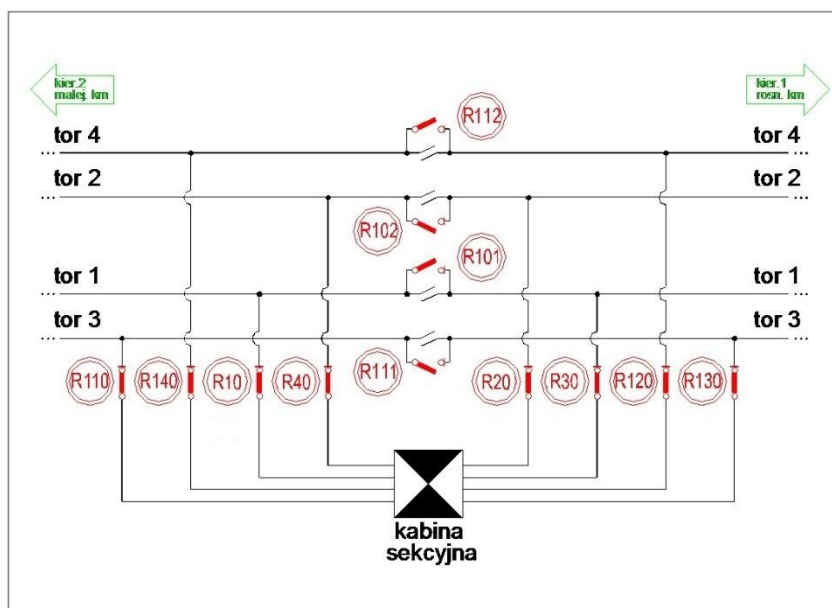 kier.2
malej. km
kier.1
rosn. km
R112
tor 4
tor 4
tor 2
tor 2
R102
R101
tor 1
tor 1
tor 3
tor 3
R110
R140
R10
R40
R111
R20
R30
R120
R130
kabina
sekcyjna